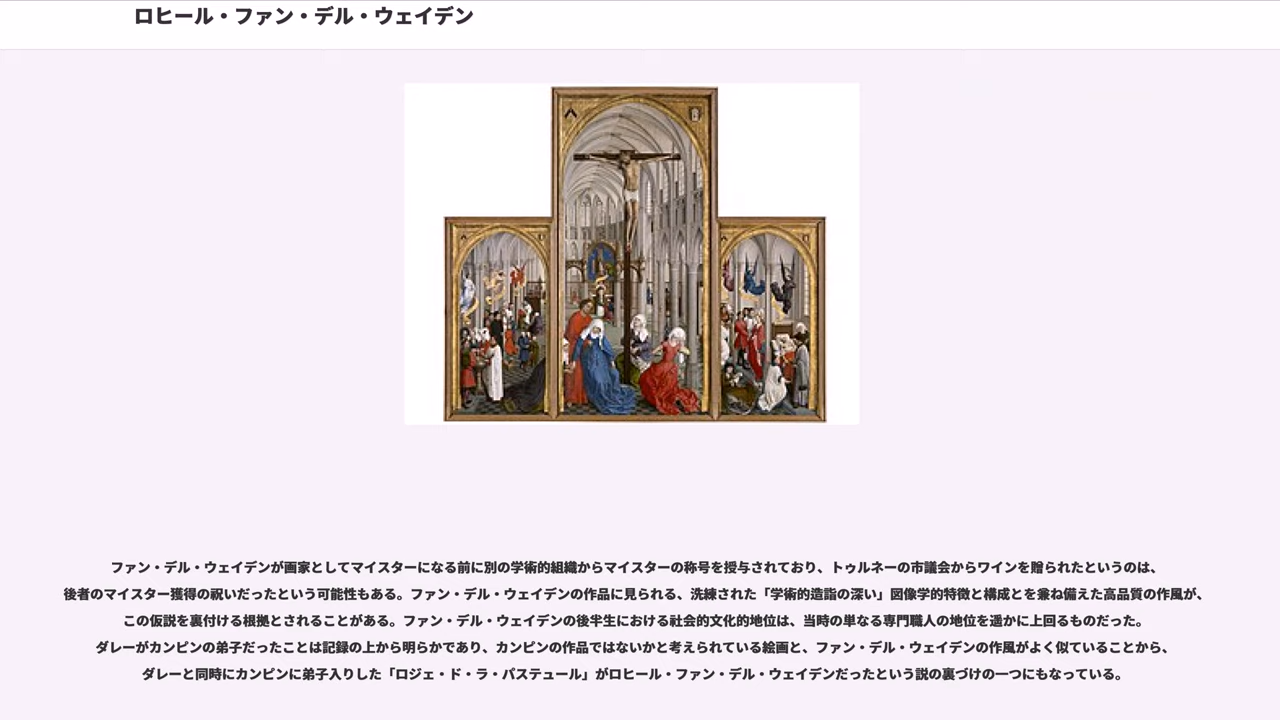 ロヒール・ファン・デル・ウェイデン
ファン・デル・ウェイデンが画家としてマイスターになる前に別の学術的組織からマイスターの称号を授与されており、トゥルネーの市議会からワインを贈られたというのは、
後者のマイスター獲得の祝いだったという可能性もある。ファン・デル・ウェイデンの作品に見られる、洗練された「学術的造詣の深い」図像学的特徴と構成とを兼ね備えた高品質の作風が、
この仮説を裏付ける根拠とされることがある。ファン・デル・ウェイデンの後半生における社会的文化的地位は、当時の単なる専門職人の地位を遥かに上回るものだった。
ダレーがカンピンの弟子だったことは記録の上から明らかであり、カンピンの作品ではないかと考えられている絵画と、ファン・デル・ウェイデンの作風がよく似ていることから、
ダレーと同時にカンピンに弟子入りした「ロジェ・ド・ラ・パステュール」がロヒール・ファン・デル・ウェイデンだったという説の裏づけの一つにもなっている。